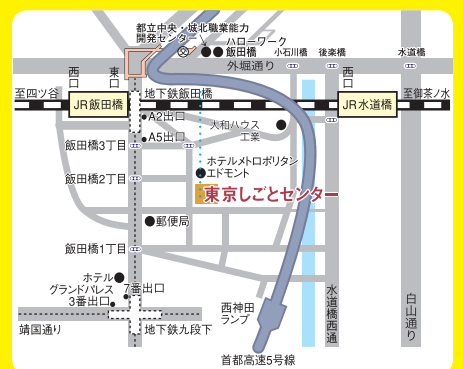 都立中央・城北職業能力
開発センター
ハローワーク
飯田橋
小石川橋
後楽橋
水道橋
外堀通り
西口
東口
西口
至四ツ谷
JR飯田橋
地下鉄飯田橋
JR水道橋
至御茶ノ水
A2出口
A5出口
大和ハウス
工業
飯田橋3丁目
ホテルメトロポリタン
エドモント
飯田橋2丁目
東京しごとセンター
郵便局
飯田橋1丁目
ホテル
グランドパレス
7番出口
3番出口
西神田
ランプ
水道橋西通
白山通り
靖国通り
地下鉄九段下
首都高速5号線